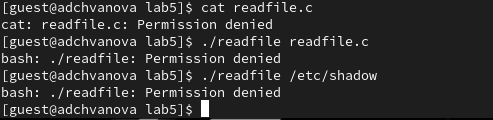 [guest@adchvanova lab5]$ cat readfile.c
cat: readfile.c: Permission denied
[guest@adchvanova lab5]$ ./readfile readfile.c
bash: ./readfile: Permission denied
[guest@adchvanova lab5]$ ./readfile /etc/shadow
bash: ./readfile: Permission denied
[guest@adchvanova lab5]$